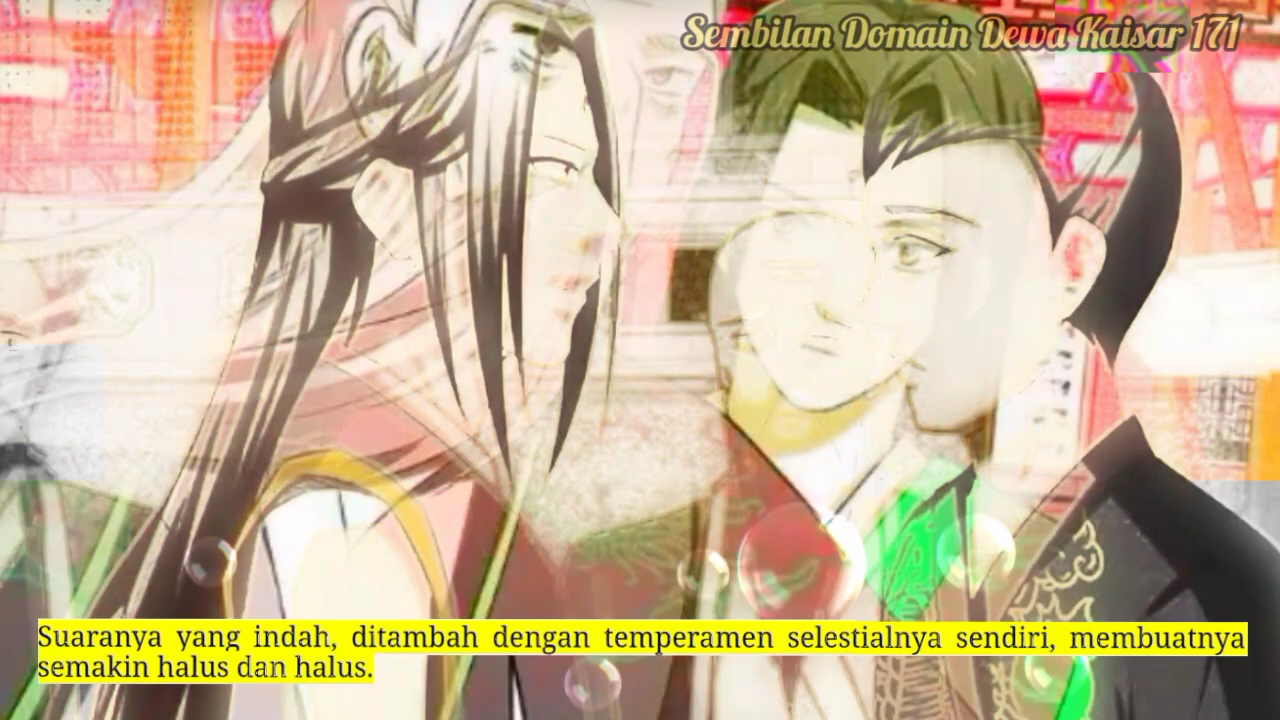 Sembilan Domain Dewa Kaisar 171
Suaranya yang indah, ditambah dengan temperamen selestialnya sendiri, membuatnya
semakin halus dan halus.